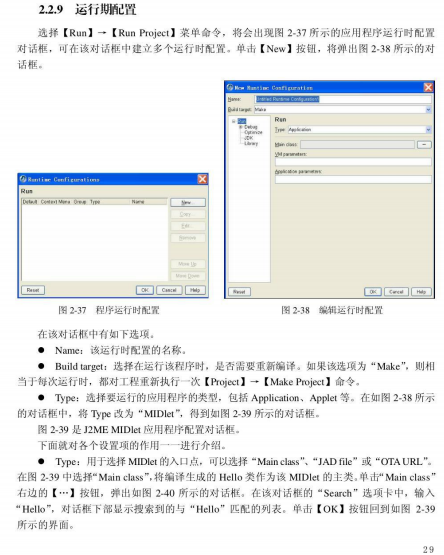 2.2.9 运行期配置
选择【Run】→【Run Project】菜单命令，将会出现图 2-37 所示的应用程序运行时配置
对话框，可在该对话框中建立多个运行时配置。单击【New】按钮，将弹出图 2-38 所示的对
话框。
Runtime Configurations
Run
Default Context Menu Group Type Name
New...
Copy...
Edit...
Remove
Move Up
Move Down
Reset OK Cancel Help
New Runtime Configuration
Name: Untitled Runtime Configuration
Build target: Make
Run
Debug
Optimize
JDK
Library
Run
Type: Application
Main class:
VM parameters:
Application parameters:
Reset OK Cancel Help
图 2-37 程序运行时配置
图 2-38 编辑运行时配置
在该对话框中有如下选项。
● Name：该运行时配置的名称。
● Build target：选择在运行该程序时，是否需要重新编译。如果该选项为“Make”，则相
当于每次运行时，都对工程重新执行一次【Project】→【Make Project】命令。
● Type：选择要运行的应用程序的类型，包括 Application、Applet 等。在如图 2-38 所示
的对话框中，将 Type 改为“MIDlet”，得到如图 2-39 所示的对话框。
图 2-39 是 J2ME MIDlet 应用程序配置对话框。
下面就对各个设置项的作用一一进行介绍。
● Type：用于选择 MIDlet 的入口点，可以选择“Main class”、“JAD file”或“OTA URL”。
在图 2-39 中选择“Main class”，将编译生成的 Hello 类作为该 MIDlet 的主类。单击“Main class”
右边的【…】按钮，弹出如图 2-40 所示的对话框。在该对话框的“Search”选项卡中，输入
“Hello”，对话框下部显示搜索到的与“Hello”匹配的列表。单击【OK】按钮回到如图 2-39
所示的界面。
29